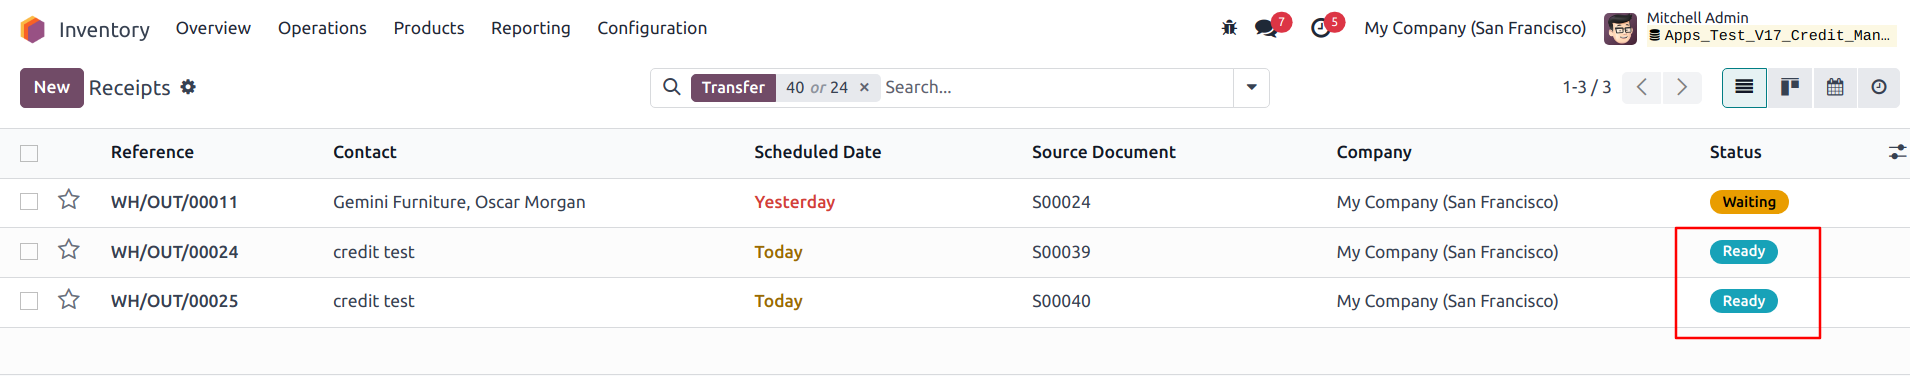 Inventory Overview Operations Products Reporting Configuration 7 5 My Company (San Francisco) Mitchell Admin
Apps_Test_V17_Credit_Man…
New Receipts Transfer 40 or 24 × Search... 1-3 / 3
Reference Contact Scheduled Date Source Document Company Status
WH/OUT/00011 Gemini Furniture, Oscar Morgan Yesterday S00024 My Company (San Francisco) Waiting
WH/OUT/00024 credit test Today S00039 My Company (San Francisco) Ready
WH/OUT/00025 credit test Today S00040 My Company (San Francisco) Ready